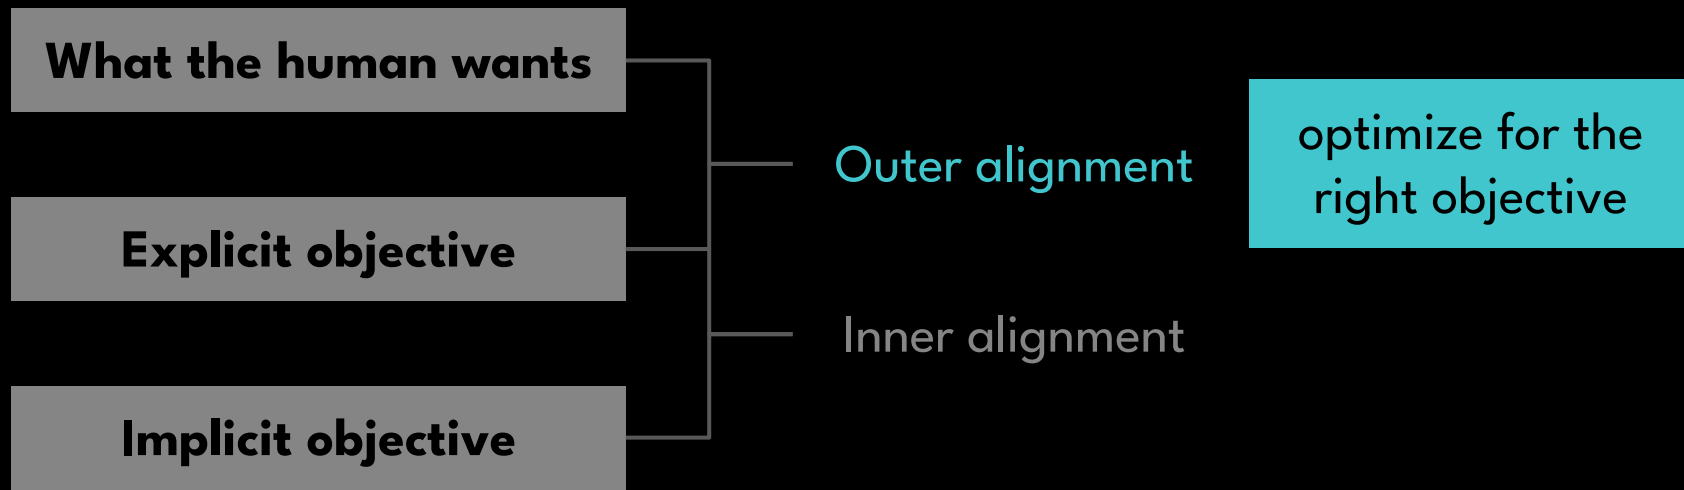 What the human wants
Outer alignment
optimize for the
right objective
Explicit objective
Inner alignment
Implicit objective